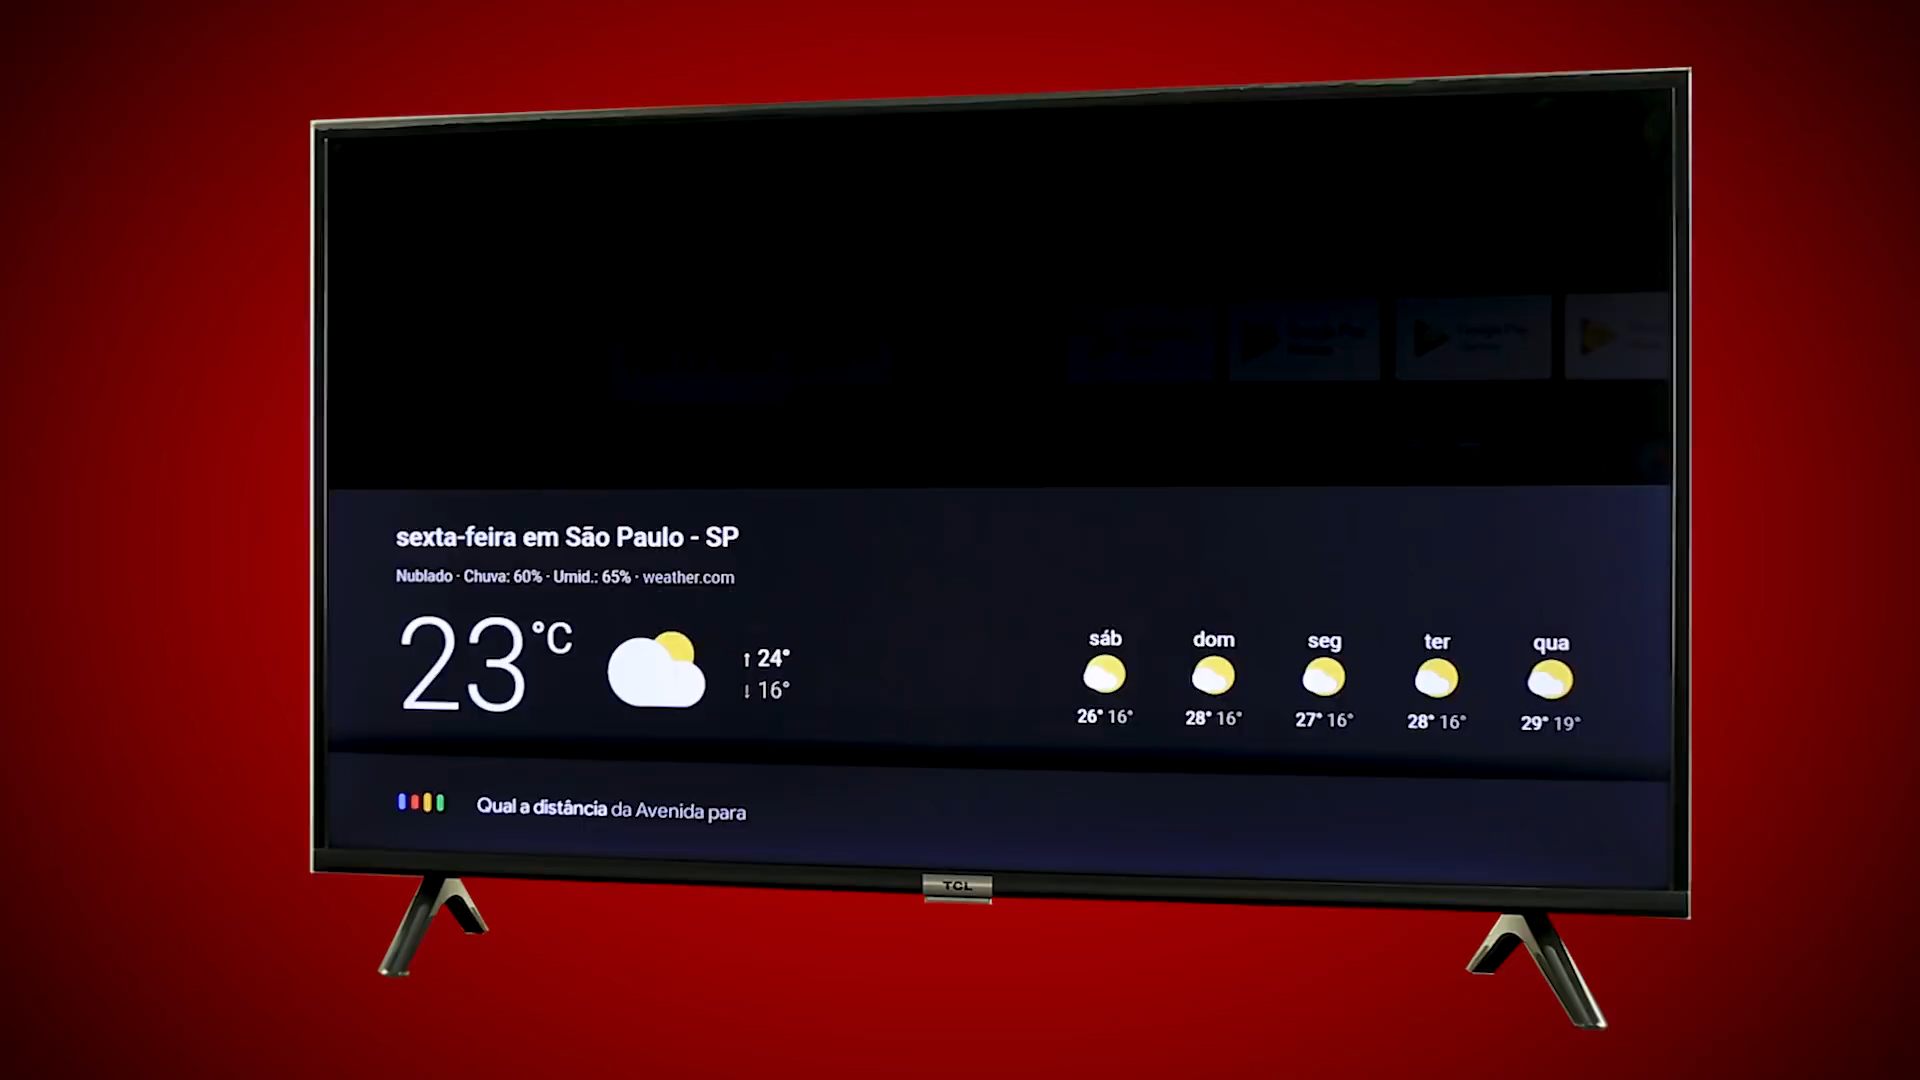 sexta-feira em São Paulo - SP
Nublado · Chuva: 60% · Umid.: 65% · weather.com
23°C
↑ 24°
↓ 16°
sáb dom seg ter qua
26° 16° 28° 16° 27° 16° 28° 16° 29° 19°
Qual a distância da Avenida para
TCL